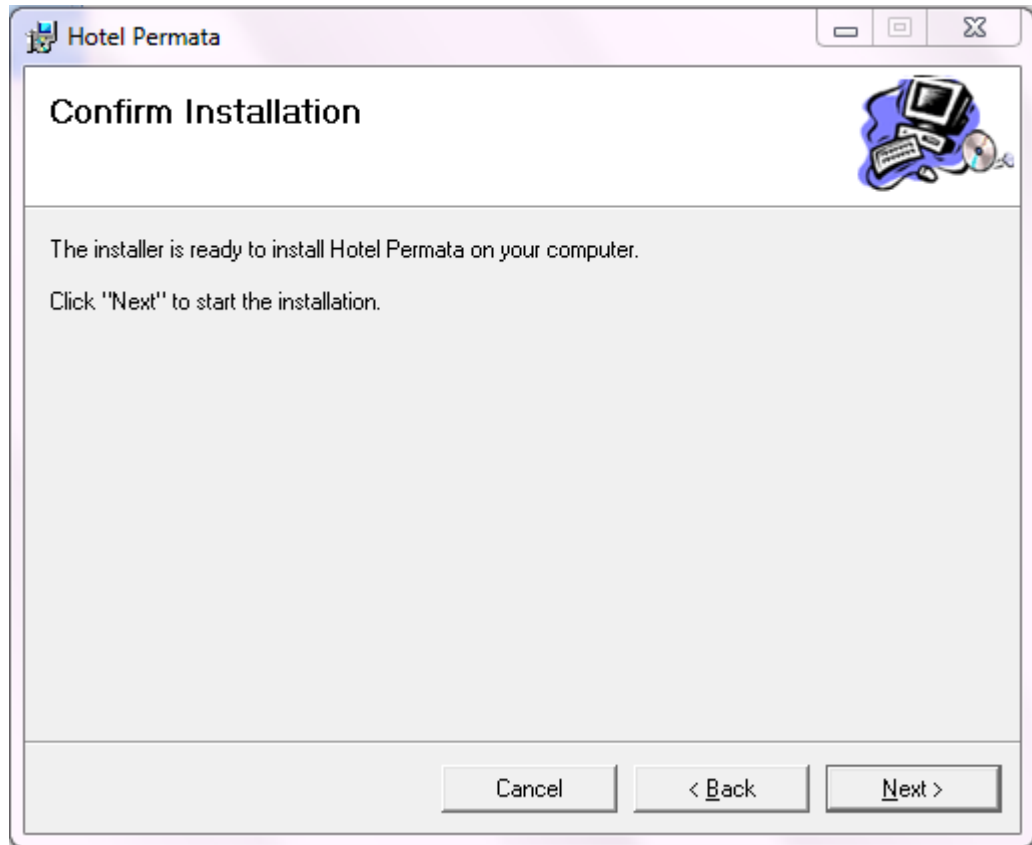 Hotel Permata
Confirm Installation
The installer is ready to install Hotel Permata on your computer.
Click "Next" to start the installation.
Cancel
< Back
Next >